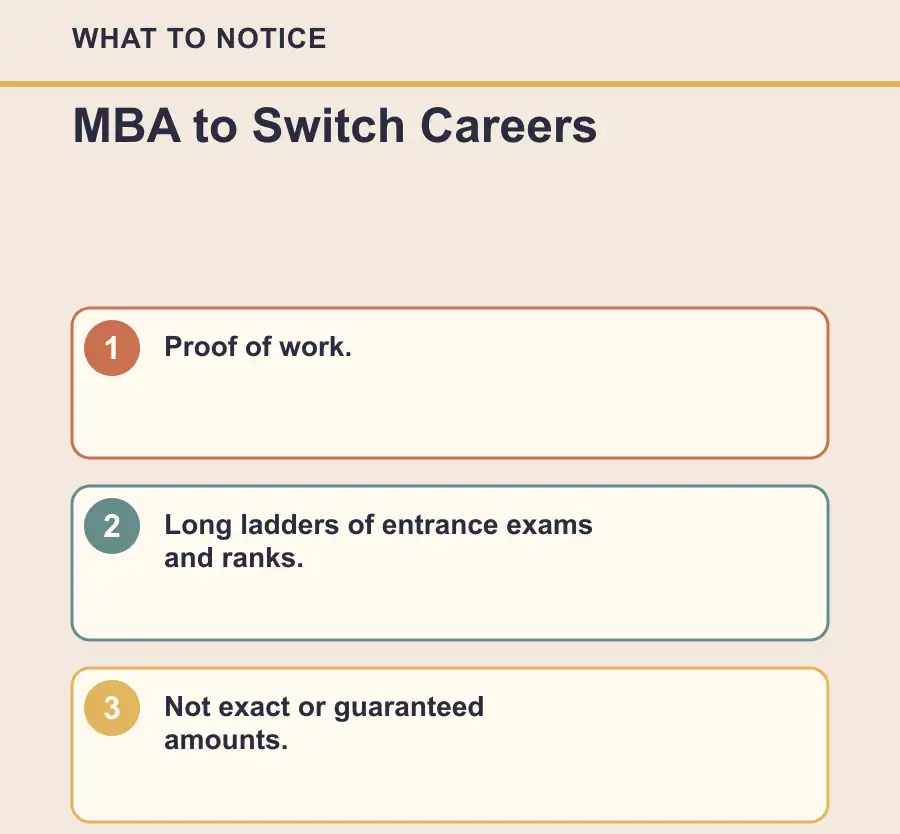 WHAT TO NOTICE
MBA to Switch Careers
1
Proof of work.
2
Long ladders of entrance exams
and ranks.
3
Not exact or guaranteed
amounts.